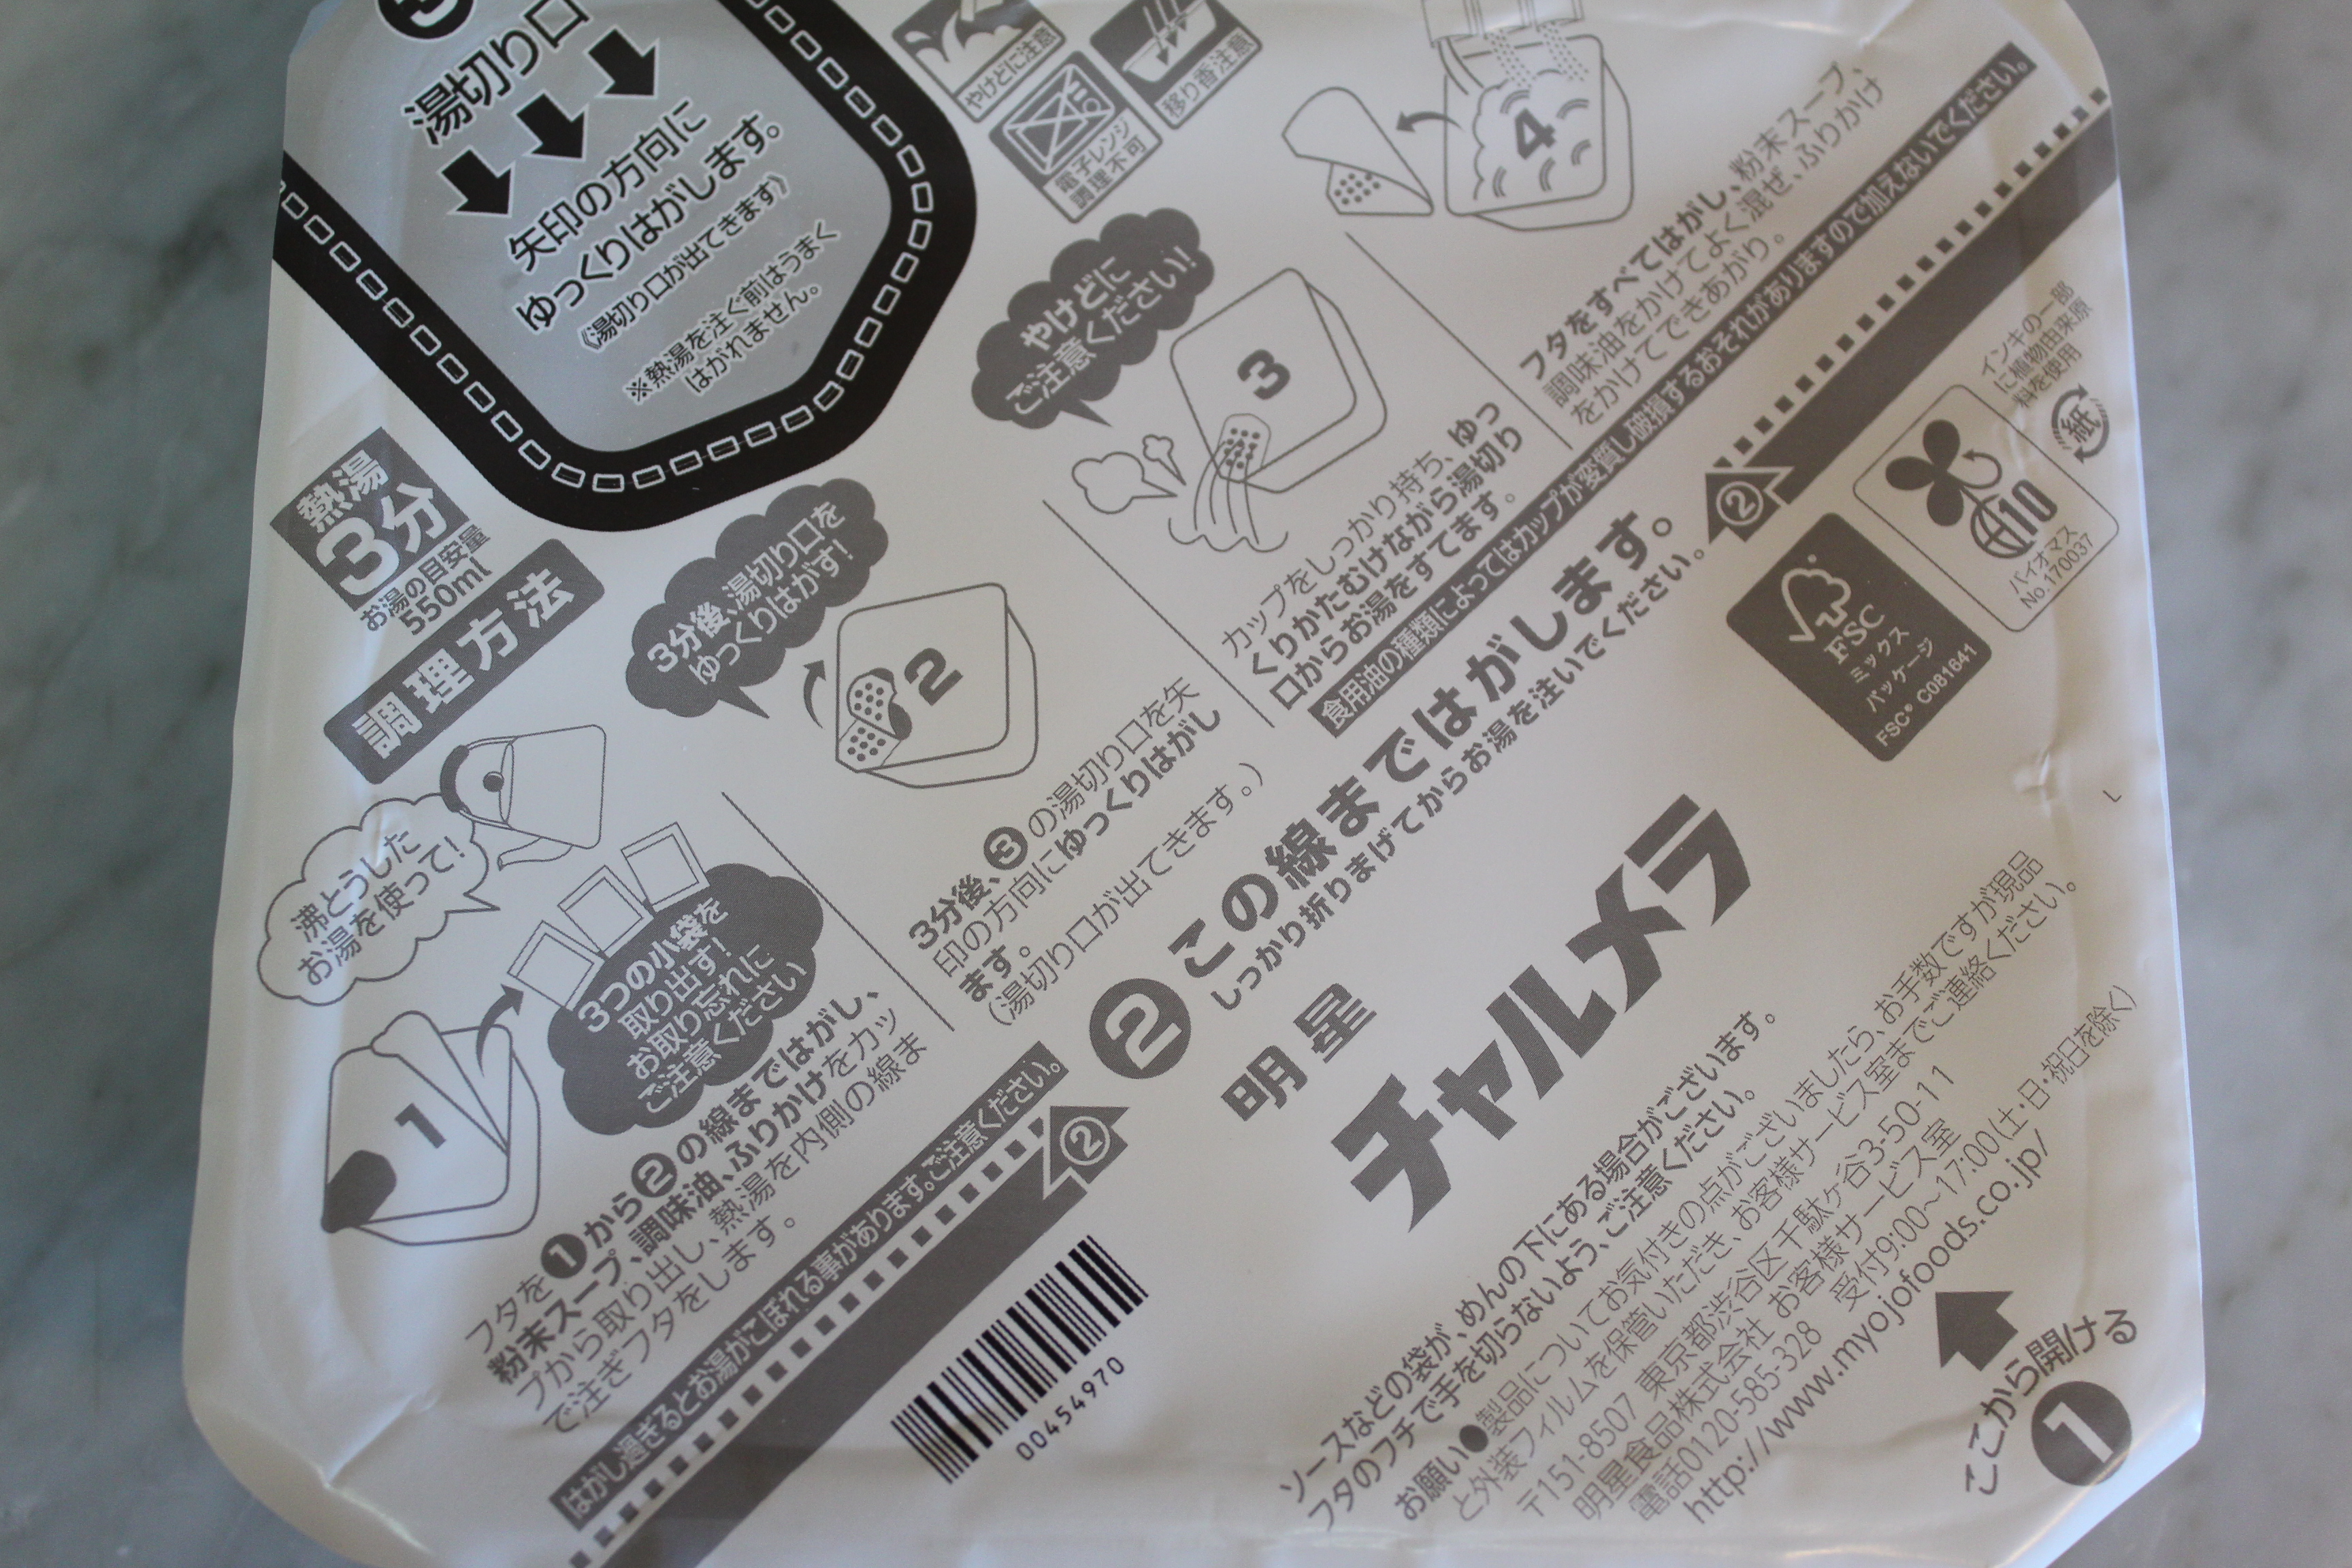 3
湯切り口
矢印の方向に
ゆっくりはがします。
《湯切り口が出てきます》
※熱湯を注ぐ前はうまく
はがれません。
やけどに注意
移り香注意
電子レンジ
調理不可
熱湯
3分
お湯の目安量
550ml
調理方法
沸とうした
お湯を使って!
3つの小袋を
取り出す!
お取り忘れに
ご注意ください
1
フタを1から2の線まではがし、
粉末スープ、調味油、ふりかけをカッ
プから取り出し、熱湯を内側の線ま
で注ぎフタをします。
3分後、湯切り口を
ゆっくりはがす!
2
3分後、3の湯切り口を矢
印の方向にゆっくりはがし
ます。
(湯切り口が出てきます。)
やけどに
ご注意ください!
3
カップをしっかり持ち、ゆっ
くりかたむけながら湯切り
口からお湯をすてます。
4
フタをすべてはがし、粉末スープ、
調味油をかけてよく混ぜ、ふりかけ
をかけてできあがり。
食用油の種類によってはカップが変質し破損するおそれがありますので加えないでください。
はがし過ぎるとお湯がこぼれる事があります。ご注意ください。
②
②
2 この線まではがします。
しっかり折りまげてからお湯を注いでください。
明星
チャルメラ
インキの一部
に植物由来原
料を使用
紙
10
バイオマス
No.170037
FSC
ミックス
パッケージ
FSC® C081641
00454970
ソースなどの袋が、めんの下にある場合がございます。
フタのフチで手を切らないよう、ご注意ください。
お願い●製品についてお気付きの点がございましたら、お手数ですが現品
と外装フィルムを保管いただき、お客様サービス室までご連絡ください。
〒151-8507 東京都渋谷区千駄ヶ谷3-50-11
明星食品株式会社 お客様サービス室
電話0120-585-328 受付9:00~17:00(土・日・祝日を除く)
http://www.myojofoods.co.jp/
ここから開ける
1